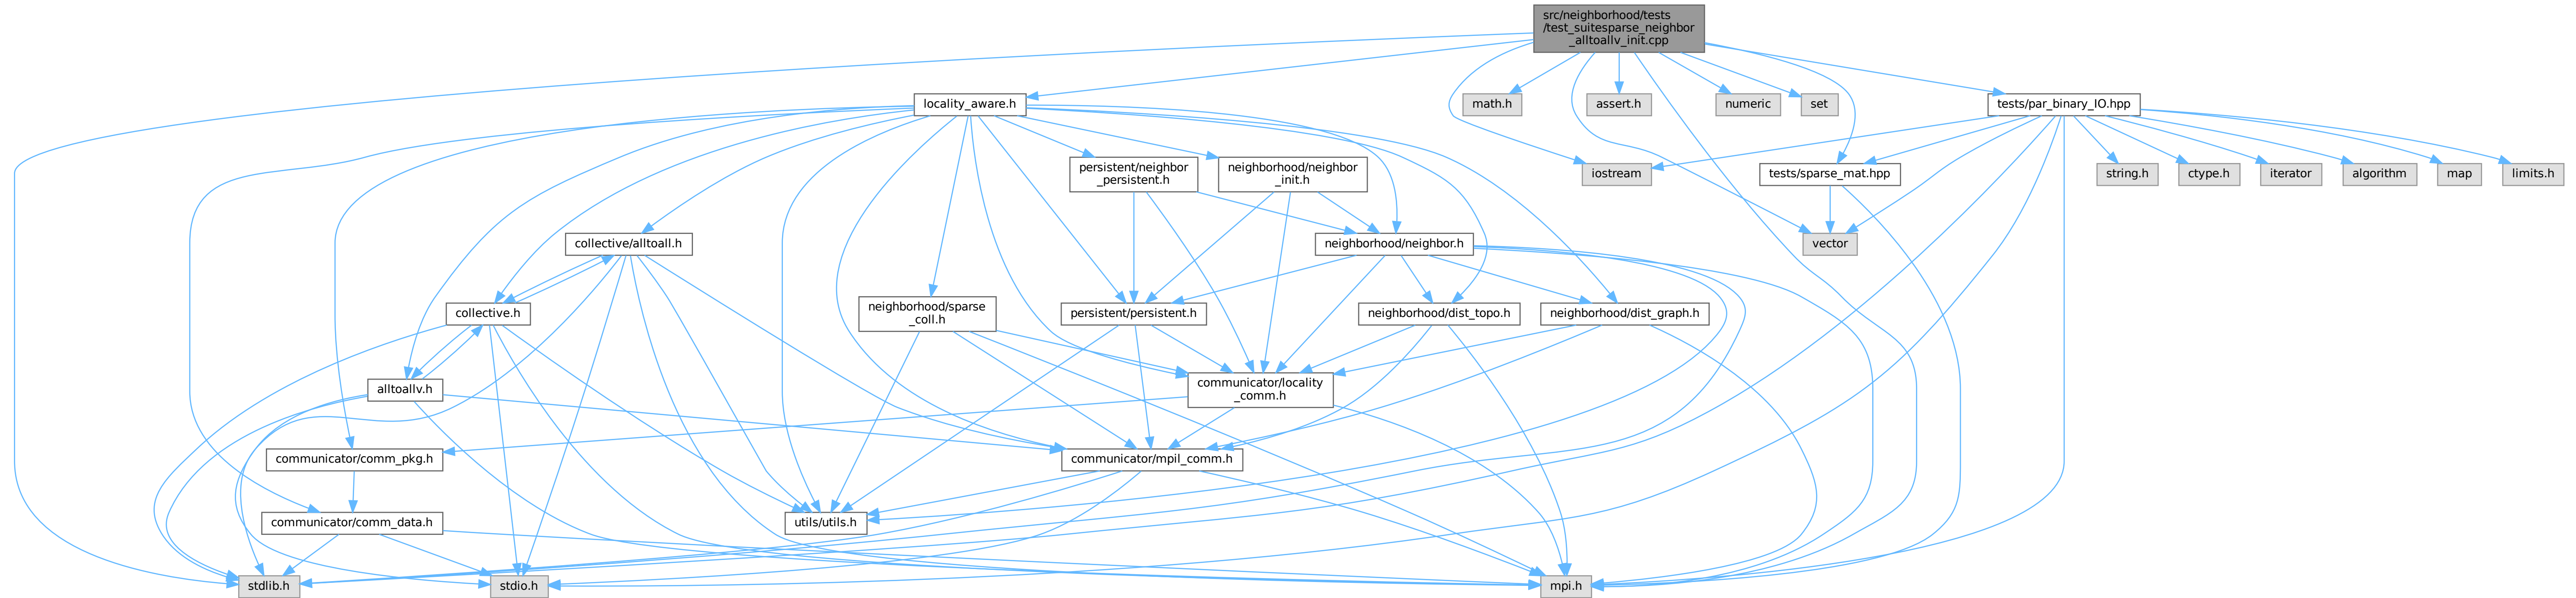 src/neighborhood/tests
/test_suitesparse_neighbor
_alltoallv_init.cpp
locality_aware.h
math.h
assert.h
numeric
set
tests/par_binary_IO.hpp
persistent/neighbor
_persistent.h
neighborhood/neighbor
_init.h
iostream
tests/sparse_mat.hpp
string.h
ctype.h
iterator
algorithm
map
limits.h
collective/alltoall.h
neighborhood/neighbor.h
vector
collective.h
neighborhood/sparse
_coll.h
persistent/persistent.h
neighborhood/dist_topo.h
neighborhood/dist_graph.h
alltoallv.h
communicator/locality
_comm.h
communicator/comm_pkg.h
communicator/mpil_comm.h
communicator/comm_data.h
utils/utils.h
stdlib.h
stdio.h
mpi.h